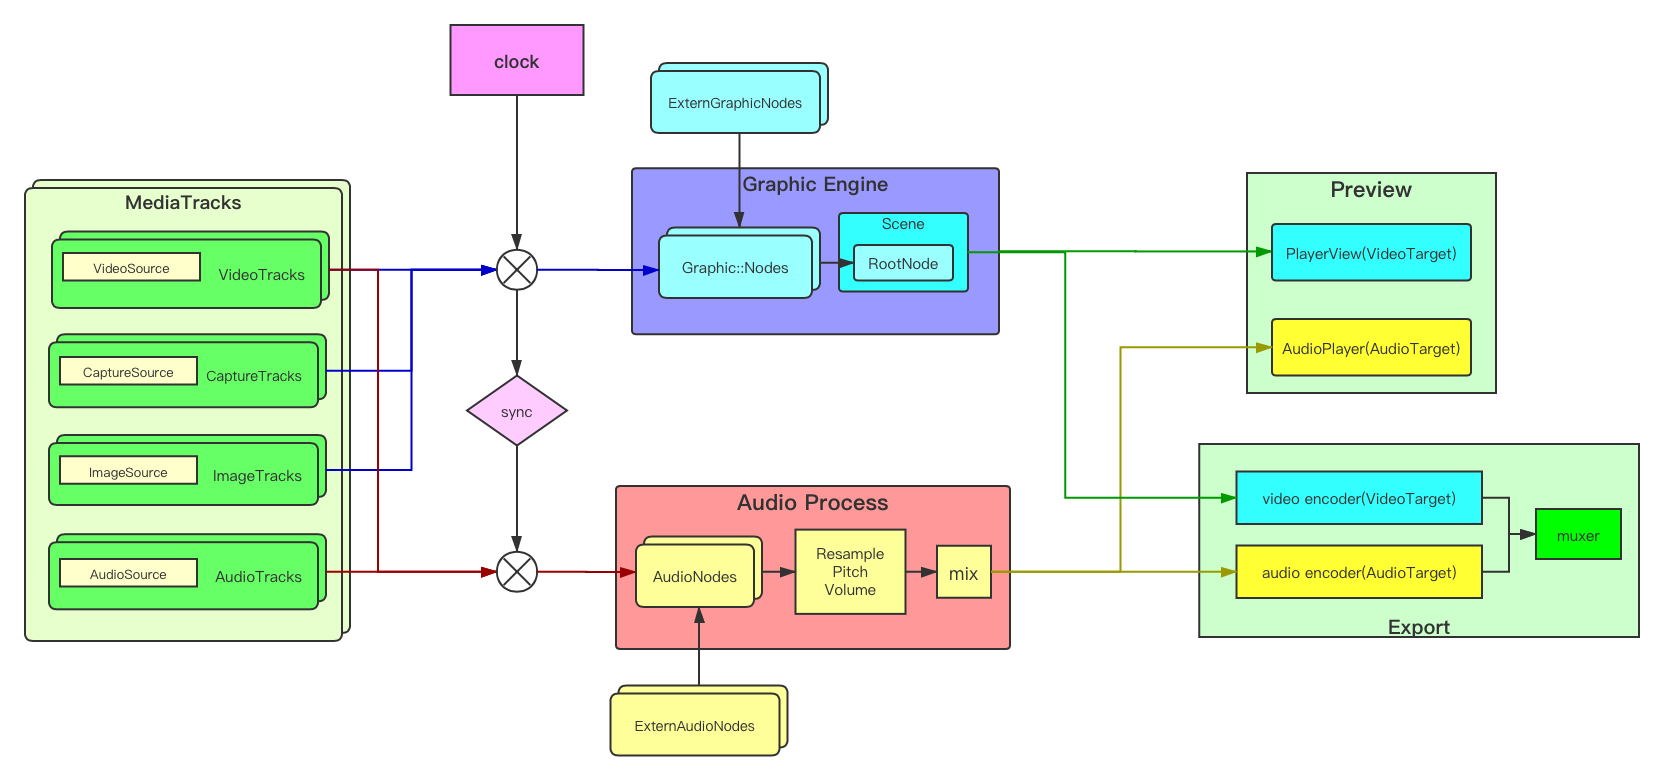 clock
ExternGraphicNodes
MediaTracks
VideoSource
VideoTracks
CaptureSource
CaptureTracks
ImageSource
ImageTracks
AudioSource
AudioTracks
sync
Graphic Engine
Graphic::Nodes
Scene
RootNode
Audio Process
AudioNodes
Resample
Pitch
Volume
mix
ExternAudioNodes
Preview
PlayerView(VideoTarget)
AudioPlayer(AudioTarget)
video encoder(VideoTarget)
audio encoder(AudioTarget)
muxer
Export